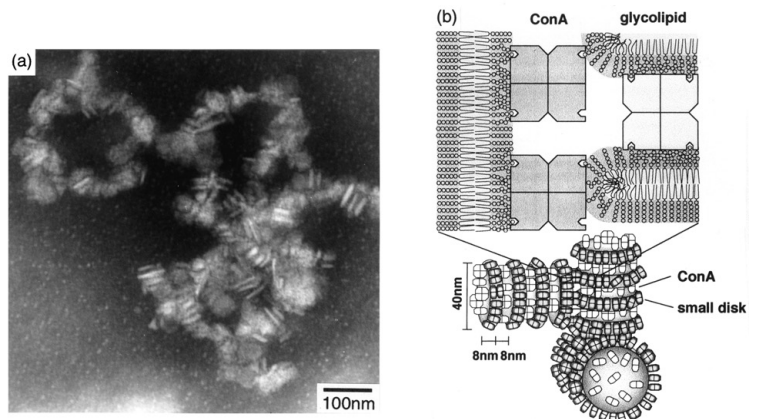 (a)
100nm
(b)
ConA
glycolipid
40nm
8nm 8nm
ConA
small disk